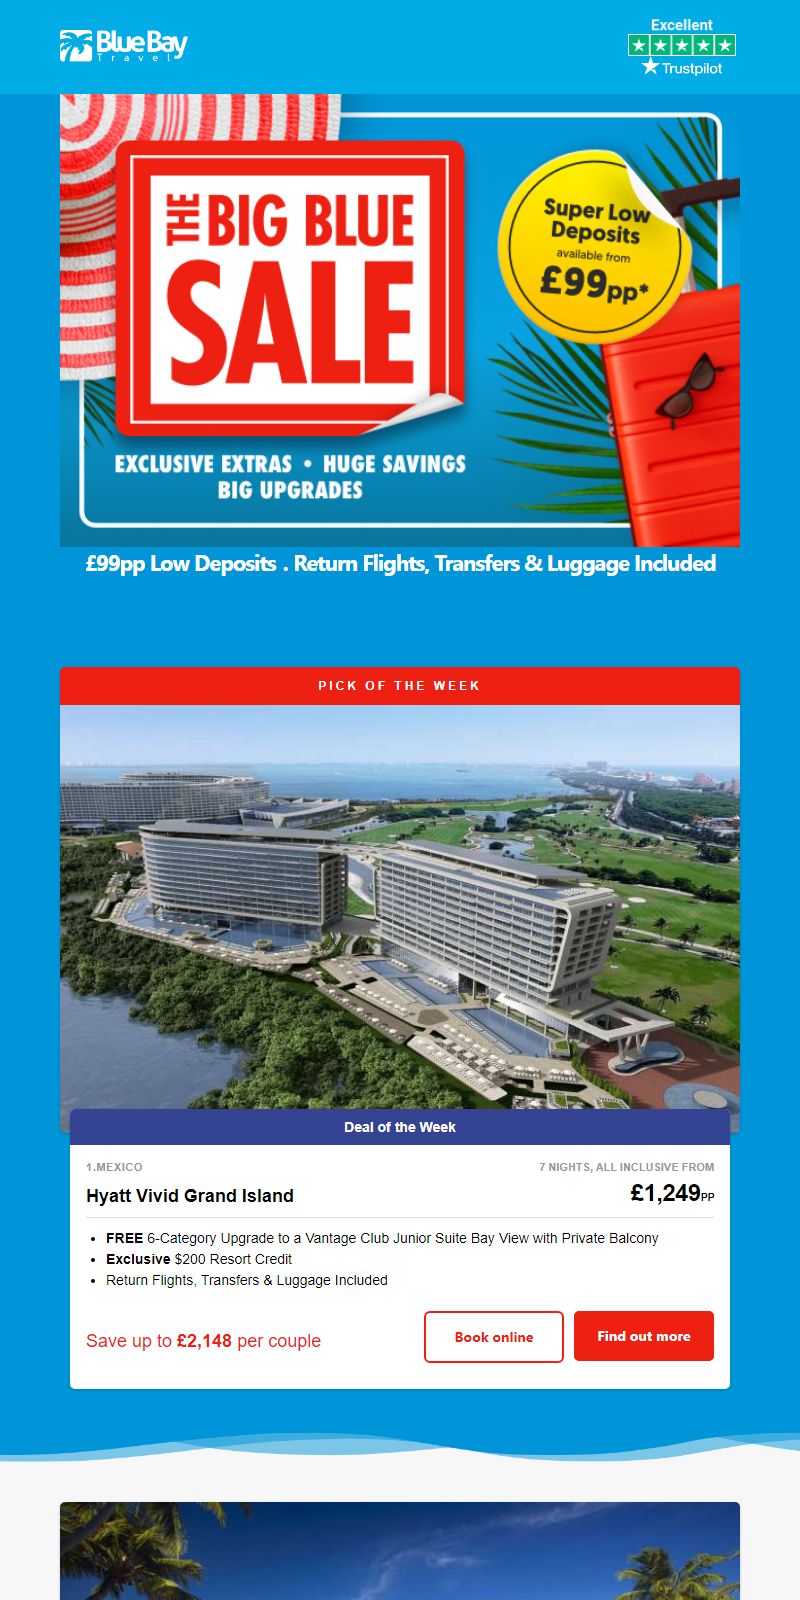 Blue Bay
Travel
Excellent
Trustpilot
THE BIG BLUE
SALE
Super Low
Deposits
available from
£99pp*
EXCLUSIVE EXTRAS • HUGE SAVINGS
BIG UPGRADES
£99pp Low Deposits . Return Flights, Transfers & Luggage Included
PICK OF THE WEEK
Deal of the Week
1.MEXICO
7 NIGHTS, ALL INCLUSIVE FROM
Hyatt Vivid Grand Island
£1,249PP
• FREE 6-Category Upgrade to a Vantage Club Junior Suite Bay View with Private Balcony
• Exclusive $200 Resort Credit
• Return Flights, Transfers & Luggage Included
Save up to £2,148 per couple
Book online
Find out more